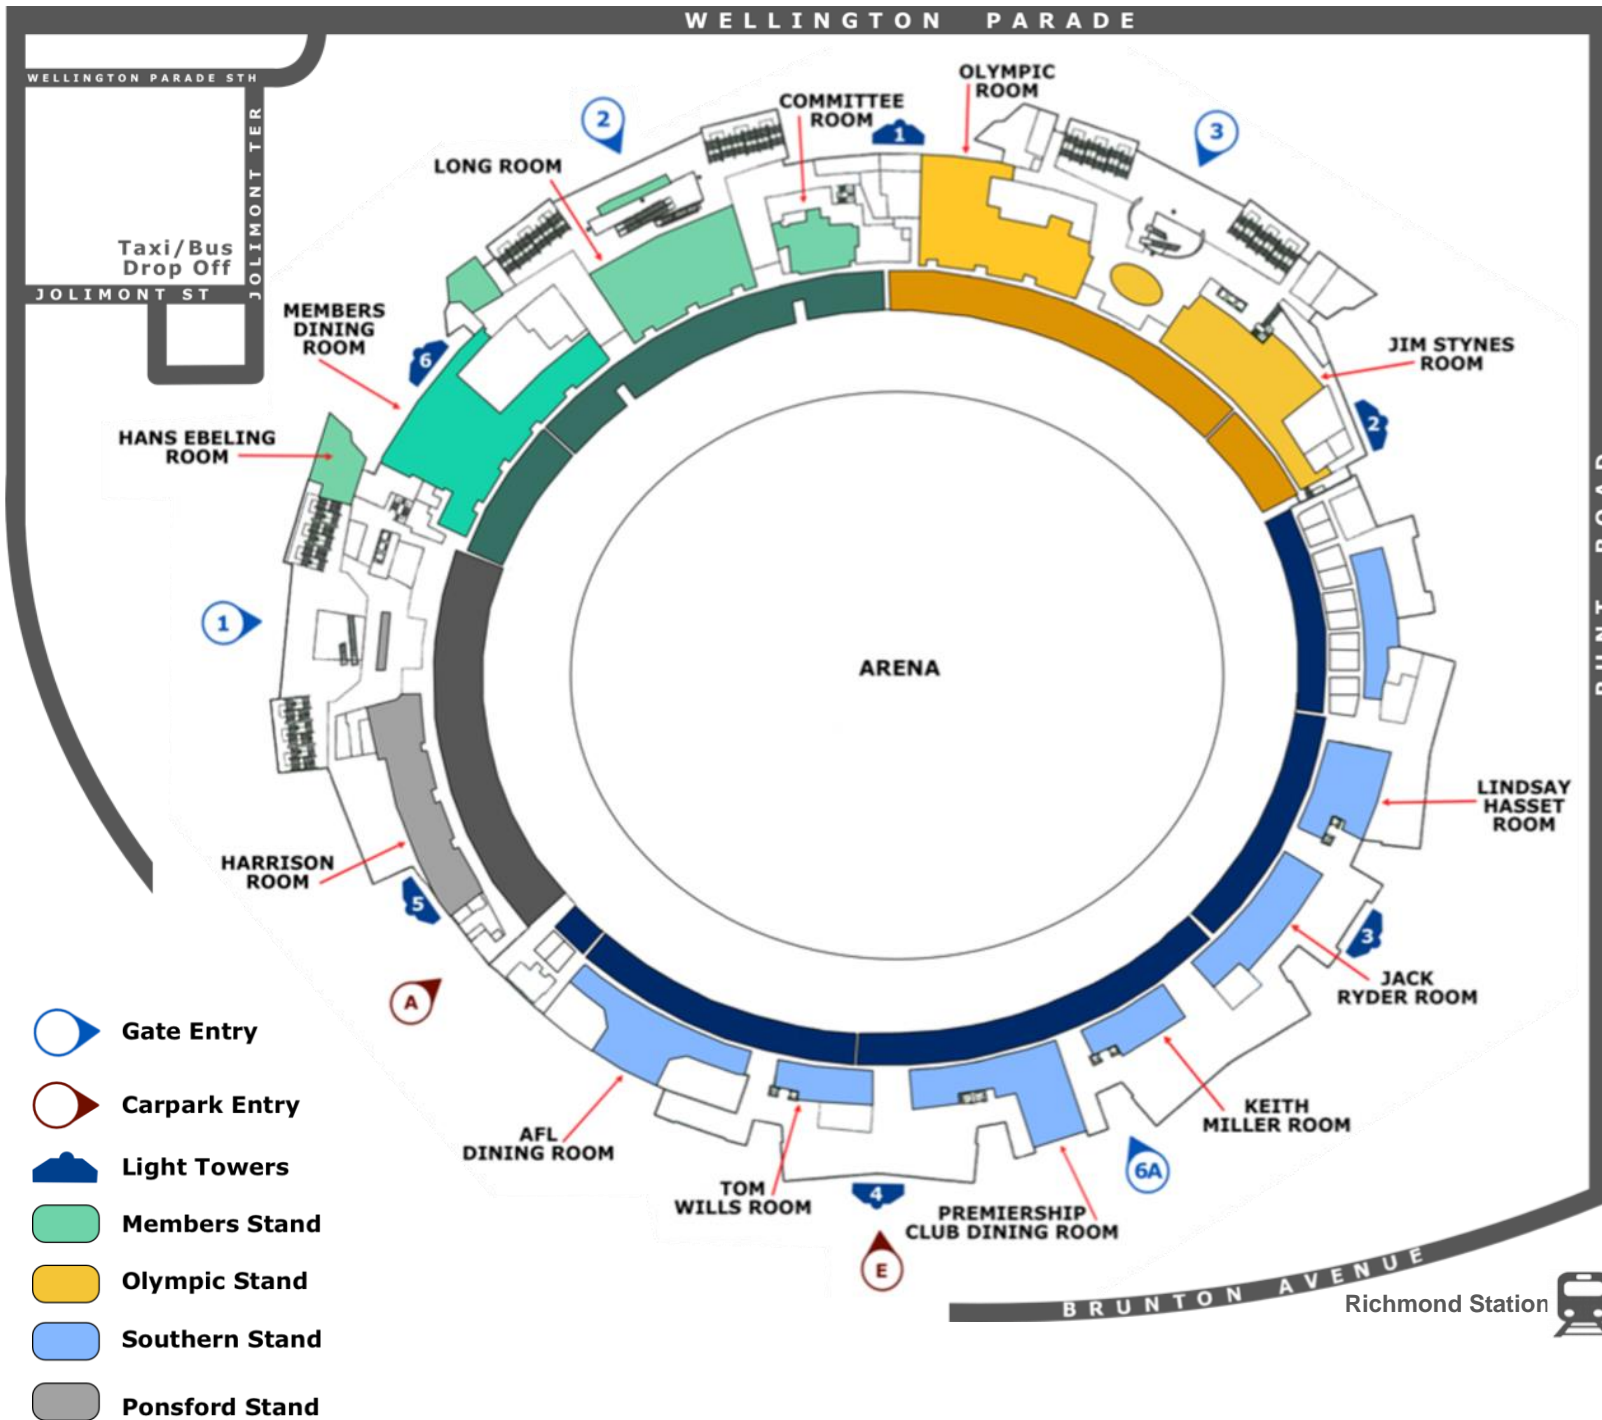 WELLINGTON PARADE
WELLINGTON PARADE STH
JOLIMONT TER
Taxi/Bus
Drop Off
JOLIMONT ST
OLYMPIC
ROOM
COMMITTEE
ROOM
LONG ROOM
MEMBERS
DINING
ROOM
HANS EBELING
ROOM
JIM STYNES
ROOM
2
1
3
6
2
1
ARENA
LINDSAY
HASSET
ROOM
HARRISON
ROOM
5
3
JACK
RYDER ROOM
A
KEITH
MILLER ROOM
AFL
DINING ROOM
TOM
WILLS ROOM
4
6A
PREMIERSHIP
CLUB DINING ROOM
E
BRUNTON AVENUE
Richmond Station
Gate Entry
Carpark Entry
Light Towers
Members Stand
Olympic Stand
Southern Stand
Ponsford Stand